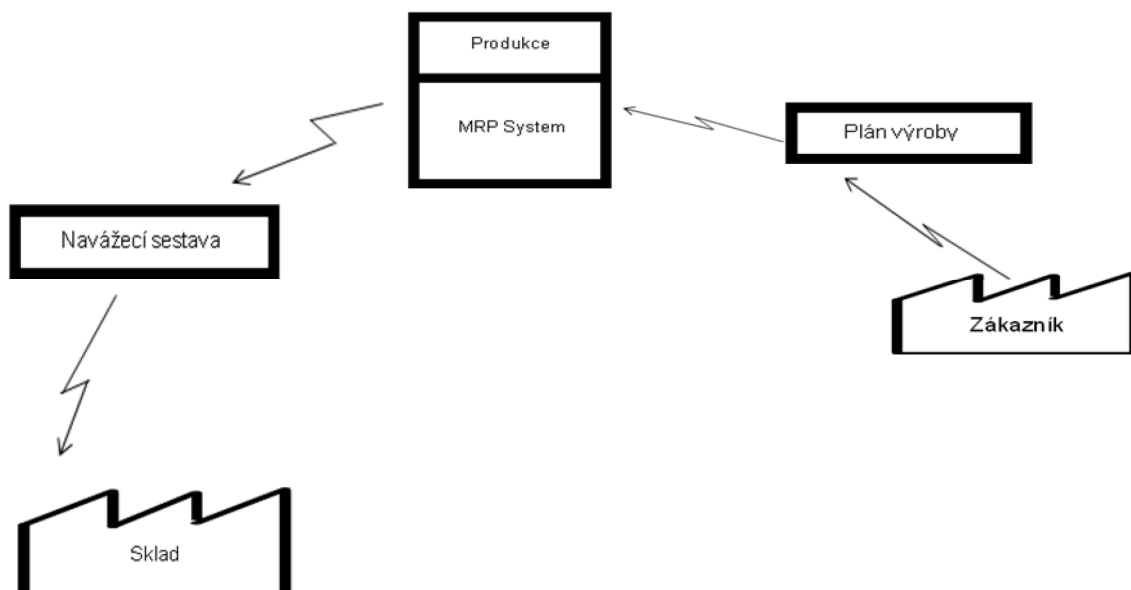 Produkce
MRP System
Plán výroby
Navážecí sestava
Zákazník
Sklad